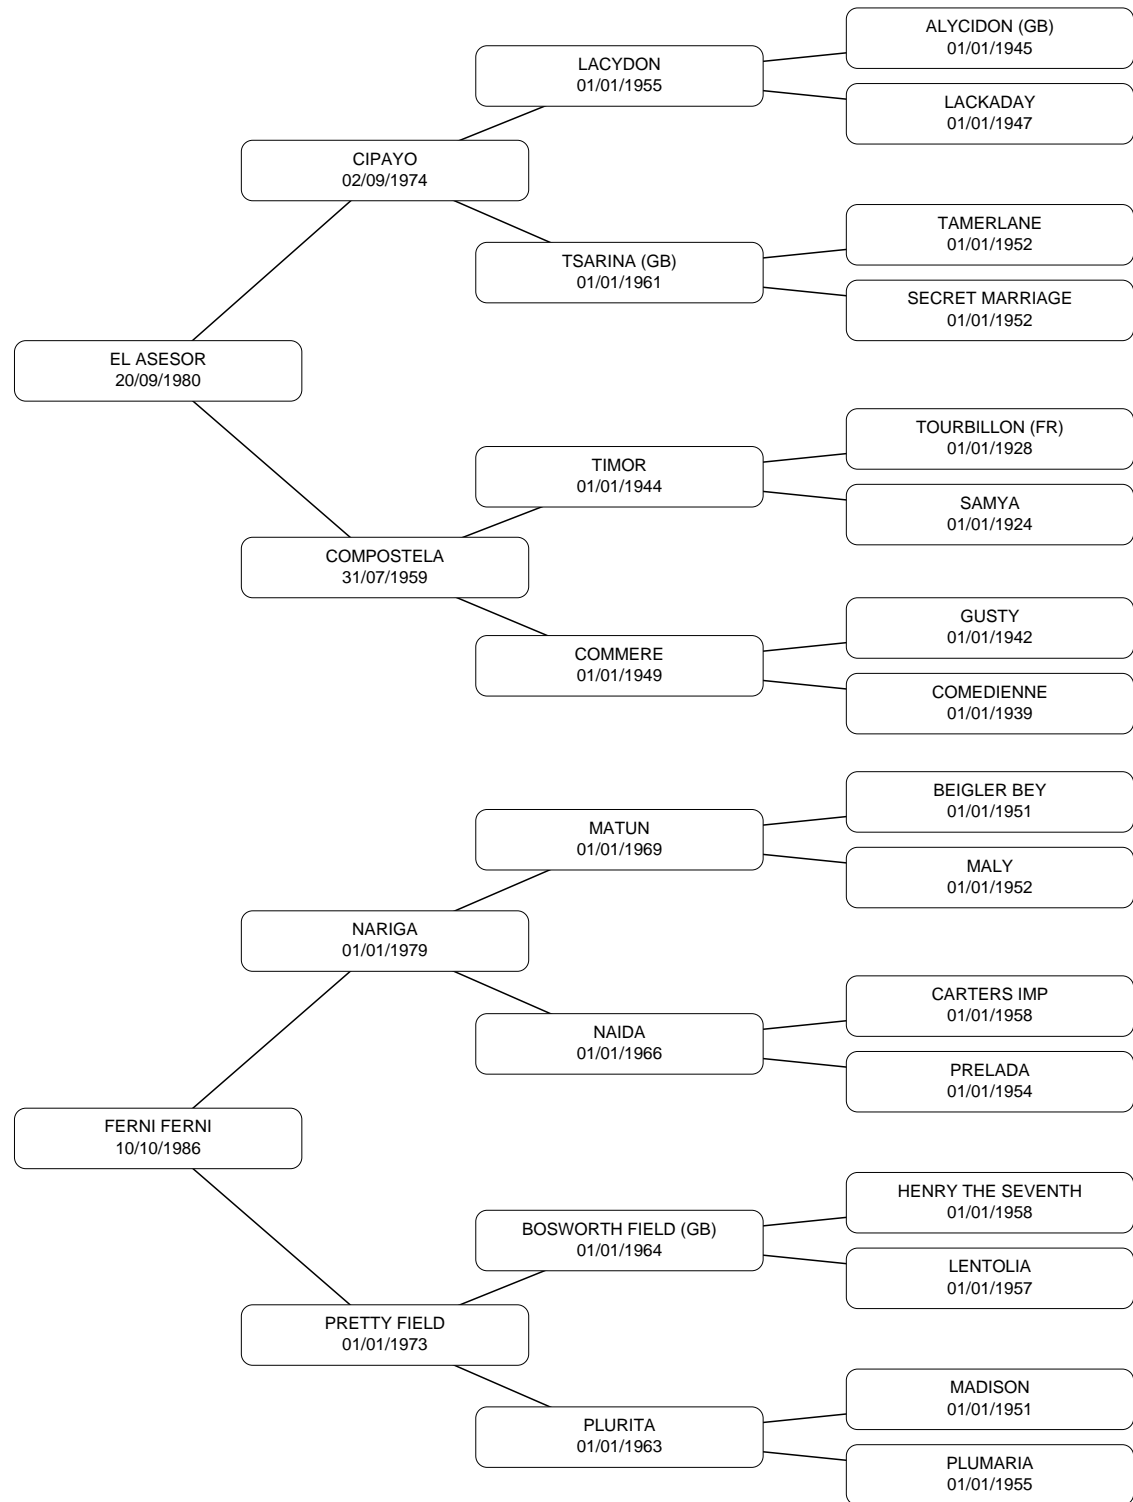 ALYCIDON (GB)
01/01/1945
LACYDON
01/01/1955
LACKADAY
01/01/1947
CIPAYO
02/09/1974
TAMERLANE
01/01/1952
TSARINA (GB)
01/01/1961
SECRET MARRIAGE
01/01/1952
EL ASESOR
20/09/1980
TOURBILLON (FR)
01/01/1928
TIMOR
01/01/1944
SAMYA
01/01/1924
COMPOSTELA
31/07/1959
GUSTY
01/01/1942
COMMERE
01/01/1949
COMEDIENNE
01/01/1939
BEIGLER BEY
01/01/1951
MATUN
01/01/1969
MALY
01/01/1952
NARIGA
01/01/1979
CARTERS IMP
01/01/1958
NAIDA
01/01/1966
PRELADA
01/01/1954
FERNI FERNI
10/10/1986
HENRY THE SEVENTH
01/01/1958
BOSWORTH FIELD (GB)
01/01/1964
LENTOLIA
01/01/1957
PRETTY FIELD
01/01/1973
MADISON
01/01/1951
PLURITA
01/01/1963
PLUMARIA
01/01/1955